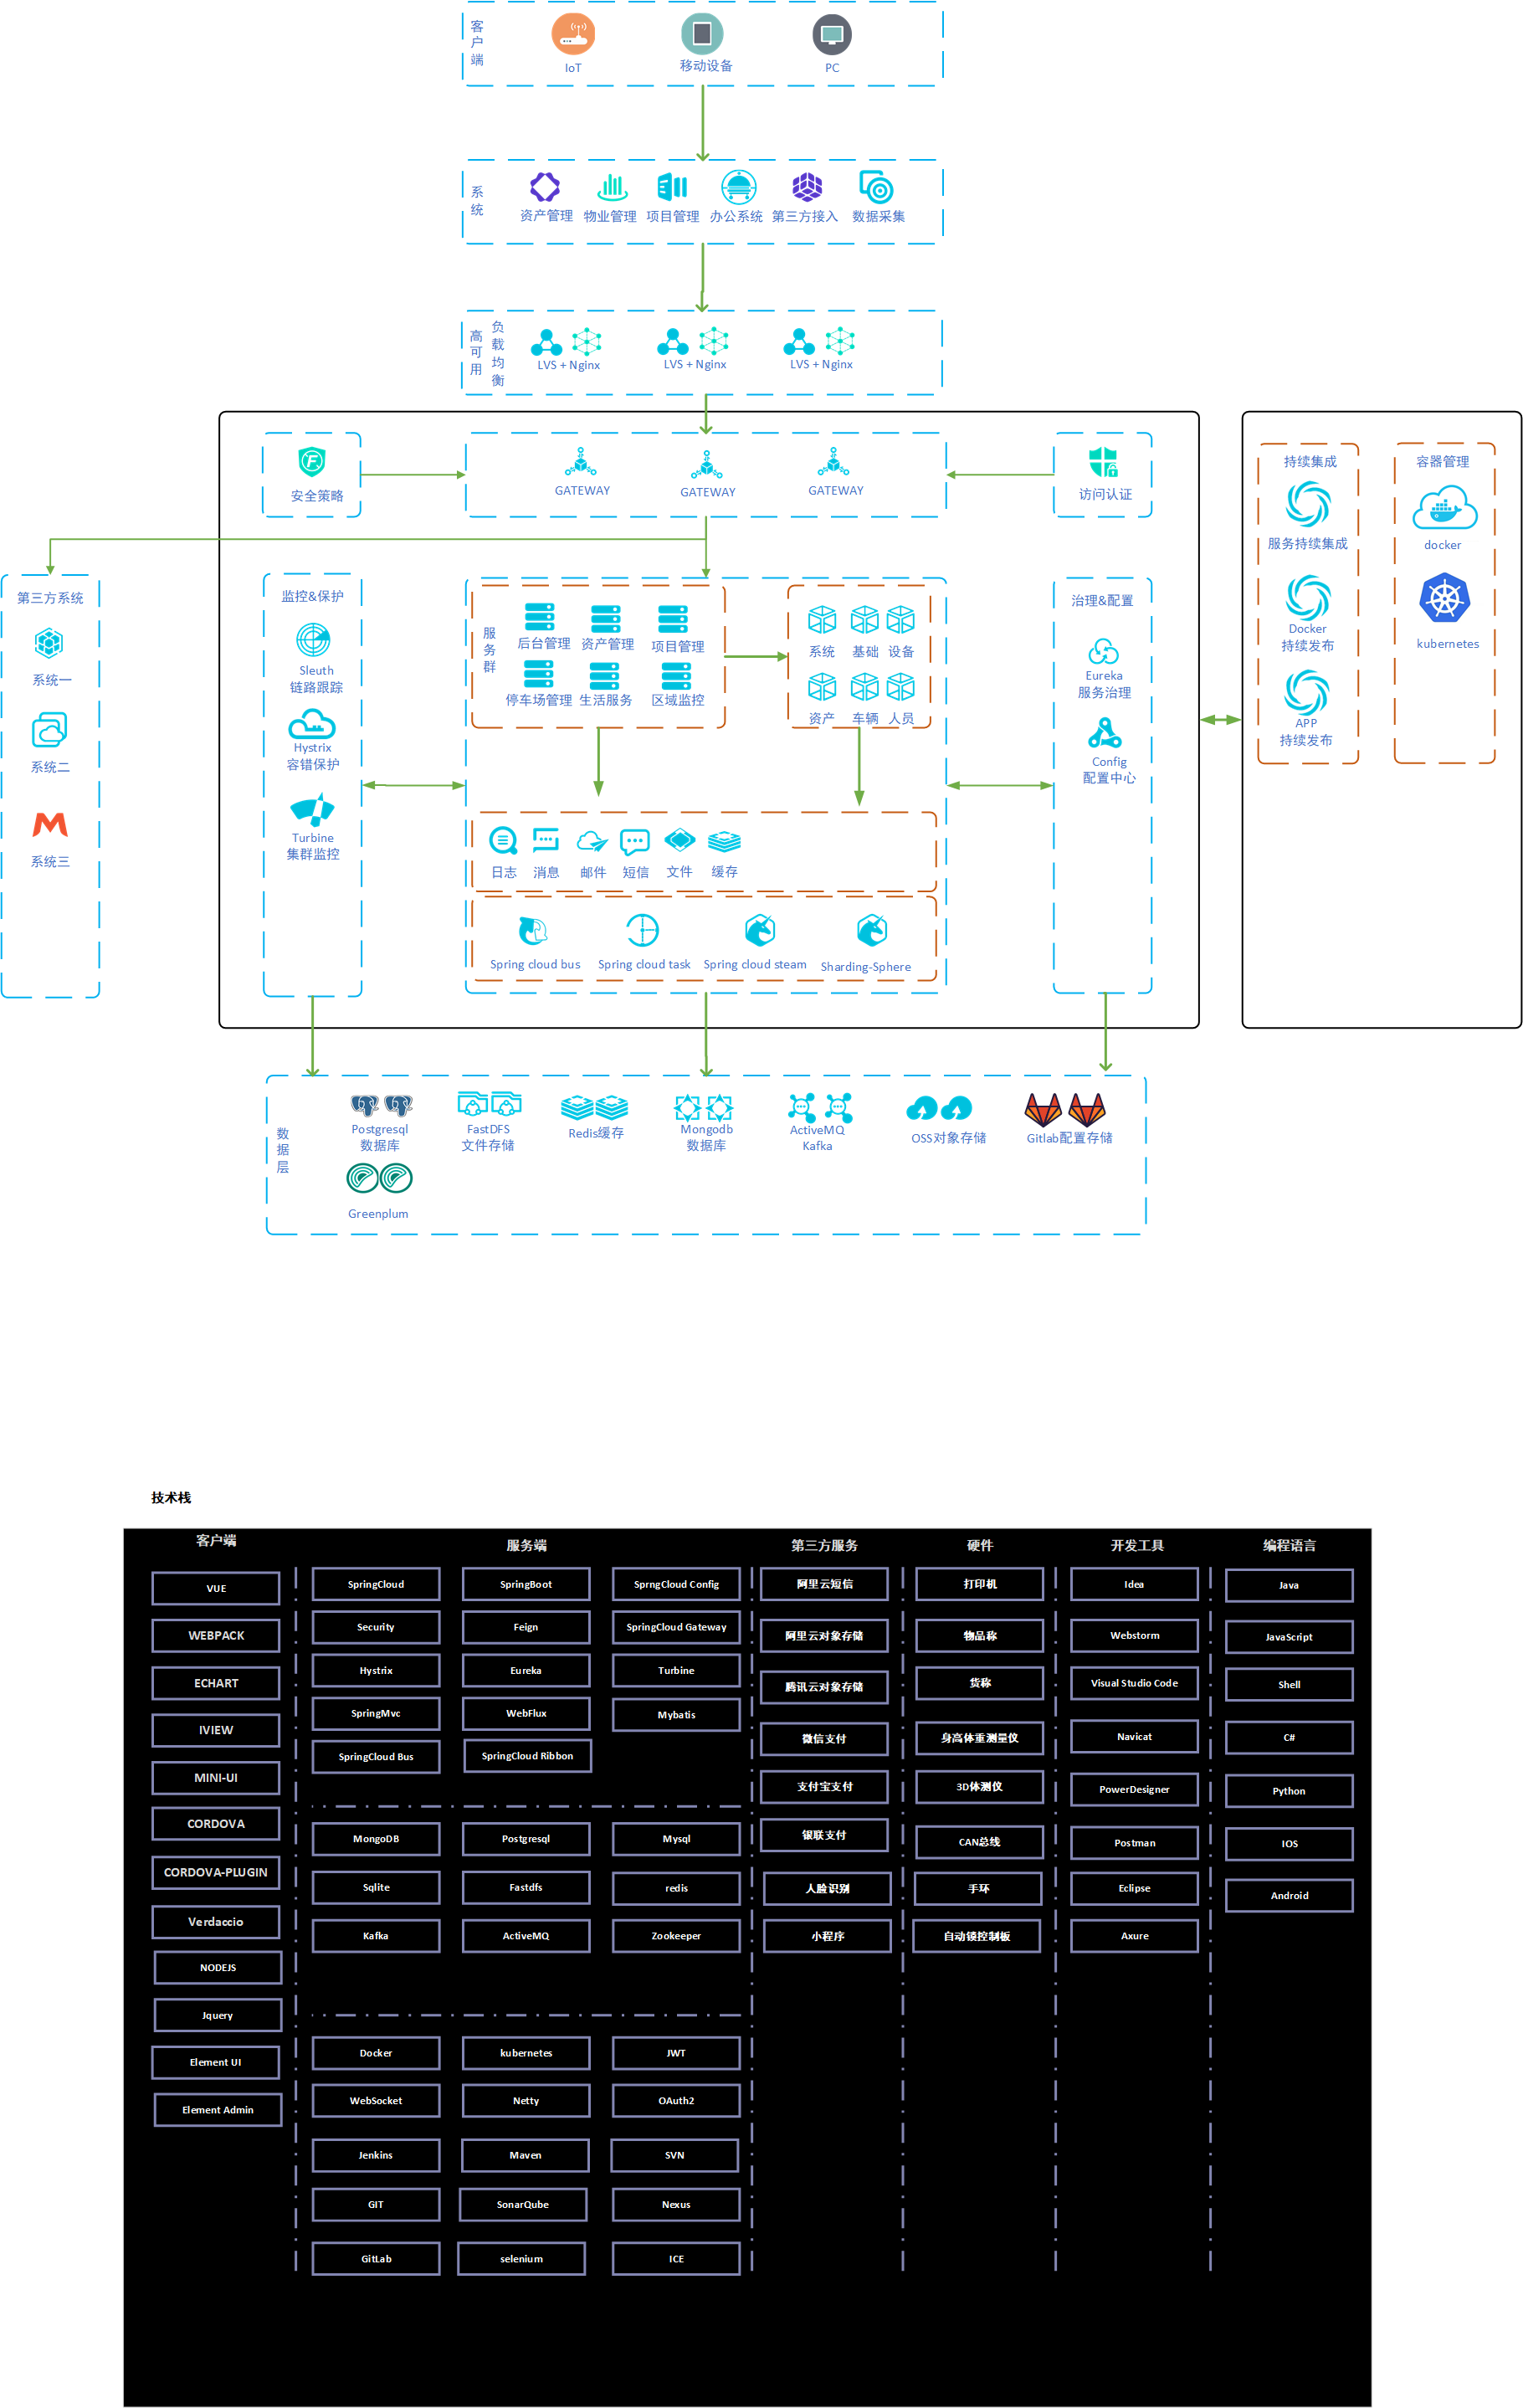 客户端
IoT
移动设备
PC
系统
资产管理
物业管理
项目管理
办公系统
第三方接入
数据采集
高可用
负载均衡
LVS + Nginx
LVS + Nginx
LVS + Nginx
安全策略
GATEWAY
GATEWAY
GATEWAY
访问认证
持续集成
服务持续集成
Docker
持续发布
APP
持续发布
容器管理
docker
kubernetes
第三方系统
系统一
系统二
系统三
监控&保护
Sleuth
链路跟踪
Hystrix
容错保护
Turbine
集群监控
服务群
后台管理
资产管理
项目管理
停车场管理
生活服务
区域监控
系统
基础
设备
资产
车辆
人员
治理&配置
Eureka
服务治理
Config
配置中心
日志
消息
邮件
短信
文件
缓存
Spring cloud bus
Spring cloud task
Spring cloud steam
Sharding-Sphere
数据层
Postgresql
数据库
FastDFS
文件存储
Redis缓存
Mongodb
数据库
ActiveMQ
Kafka
OSS对象存储
Gitlab配置存储
Greenplum
技术栈
客户端
VUE
WEBPACK
ECHART
IVIEW
MINI-UI
CORDOVA
CORDOVA-PLUGIN
Verdaccio
NODEJS
Jquery
Element UI
Element Admin
服务端
SpringCloud
SpringBoot
SprngCloud Config
Security
Feign
SpringCloud Gateway
Hystrix
Eureka
Turbine
SpringMvc
WebFlux
Mybatis
SpringCloud Bus
SpringCloud Ribbon
MongoDB
Postgresql
Mysql
Sqlite
Fastdfs
redis
Kafka
ActiveMQ
Zookeeper
Docker
kubernetes
JWT
WebSocket
Netty
OAuth2
Jenkins
Maven
SVN
GIT
SonarQube
Nexus
GitLab
selenium
ICE
第三方服务
阿里云短信
阿里云对象存储
腾讯云对象存储
微信支付
支付宝支付
银联支付
人脸识别
小程序
硬件
打印机
物品称
货称
身高体重测量仪
3D体测仪
CAN总线
手环
自动锁控制板
开发工具
Idea
Webstorm
Visual Studio Code
Navicat
PowerDesigner
Postman
Eclipse
Axure
编程语言
Java
JavaScript
Shell
C#
Python
IOS
Android